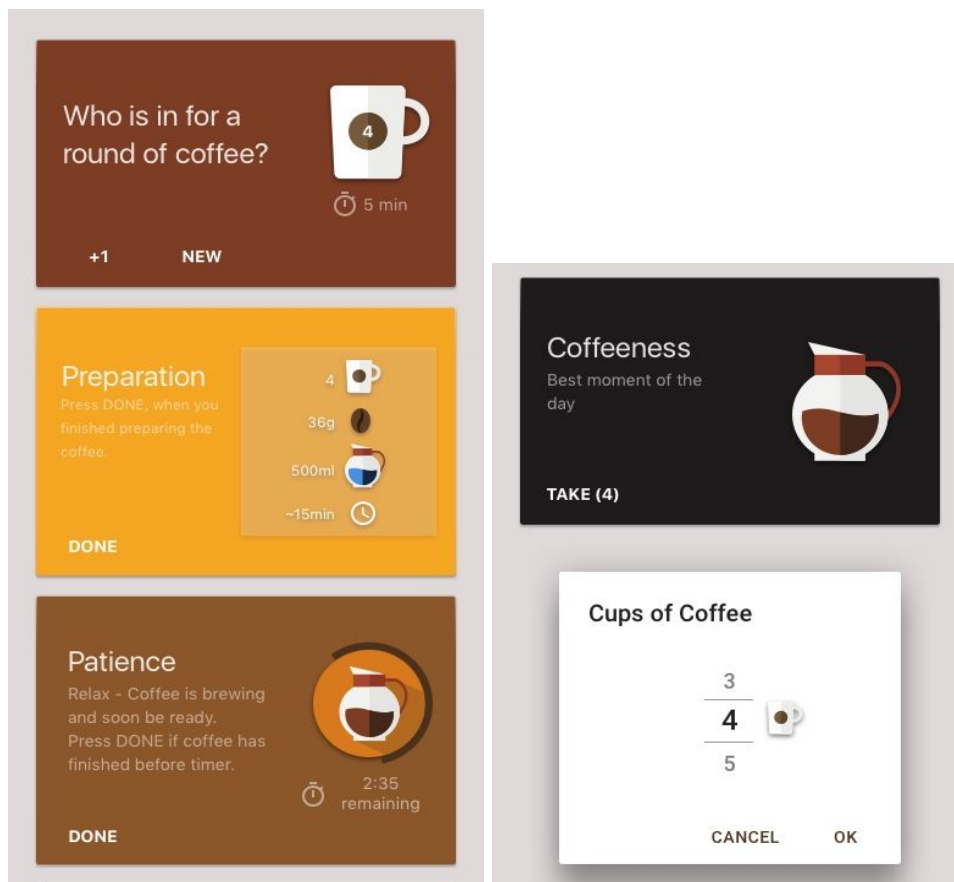 Who is in for a
round of coffee?
4
5 min
+1 NEW
Preparation
Press DONE, when you
finished preparing the
coffee.
4
36g
500ml
~15min
DONE
Patience
Relax - Coffee is brewing
and soon be ready.
Press DONE if coffee has
finished before timer.
2:35
remaining
DONE
Coffeeness
Best moment of the
day
TAKE (4)
Cups of Coffee
3
4
5
CANCEL OK